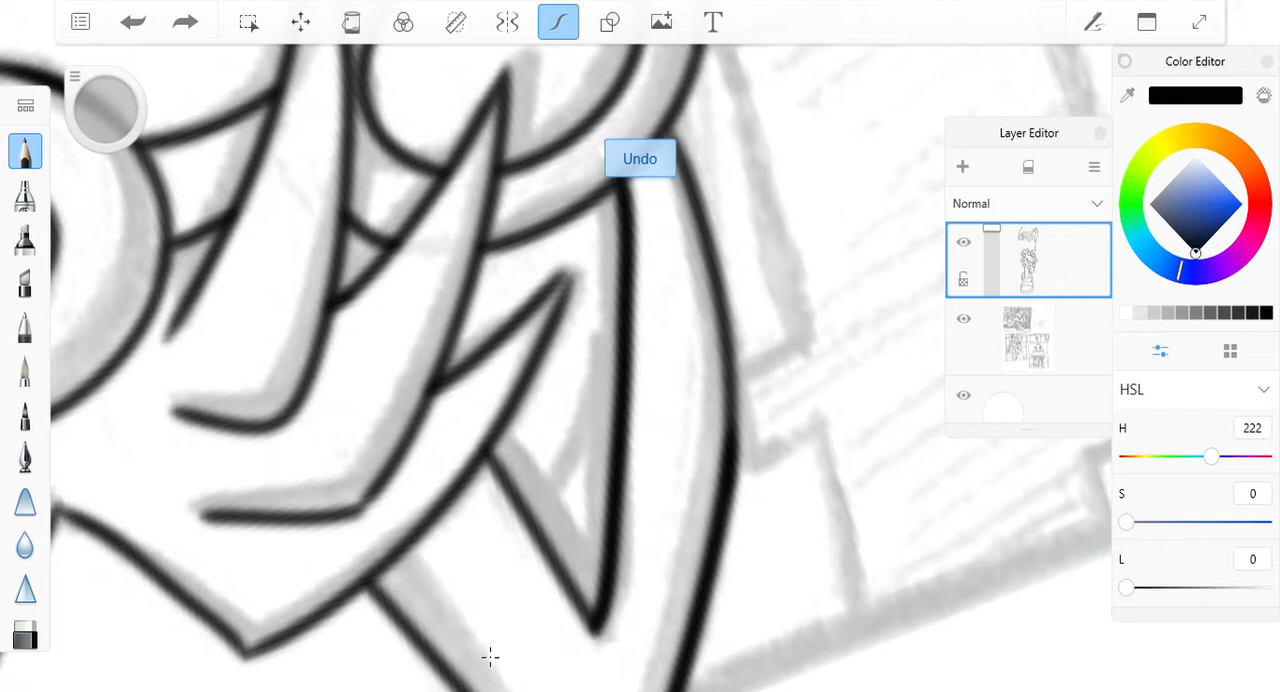 T
Color Editor
Undo
Layer Editor
Normal
HSL
H 222
S 0
L 0